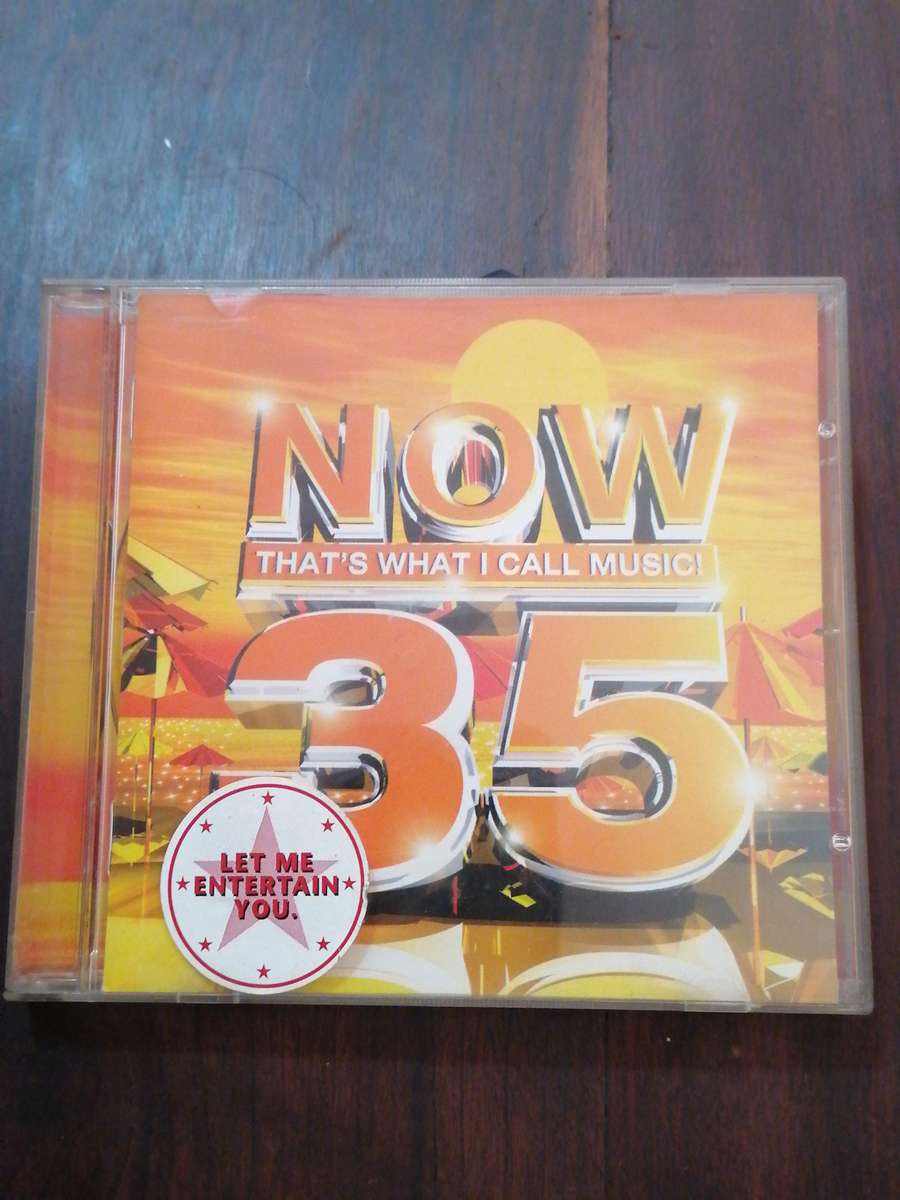 NOW
THAT'S WHAT I CALL MUSIC!
35
LET ME
ENTERTAIN
YOU.